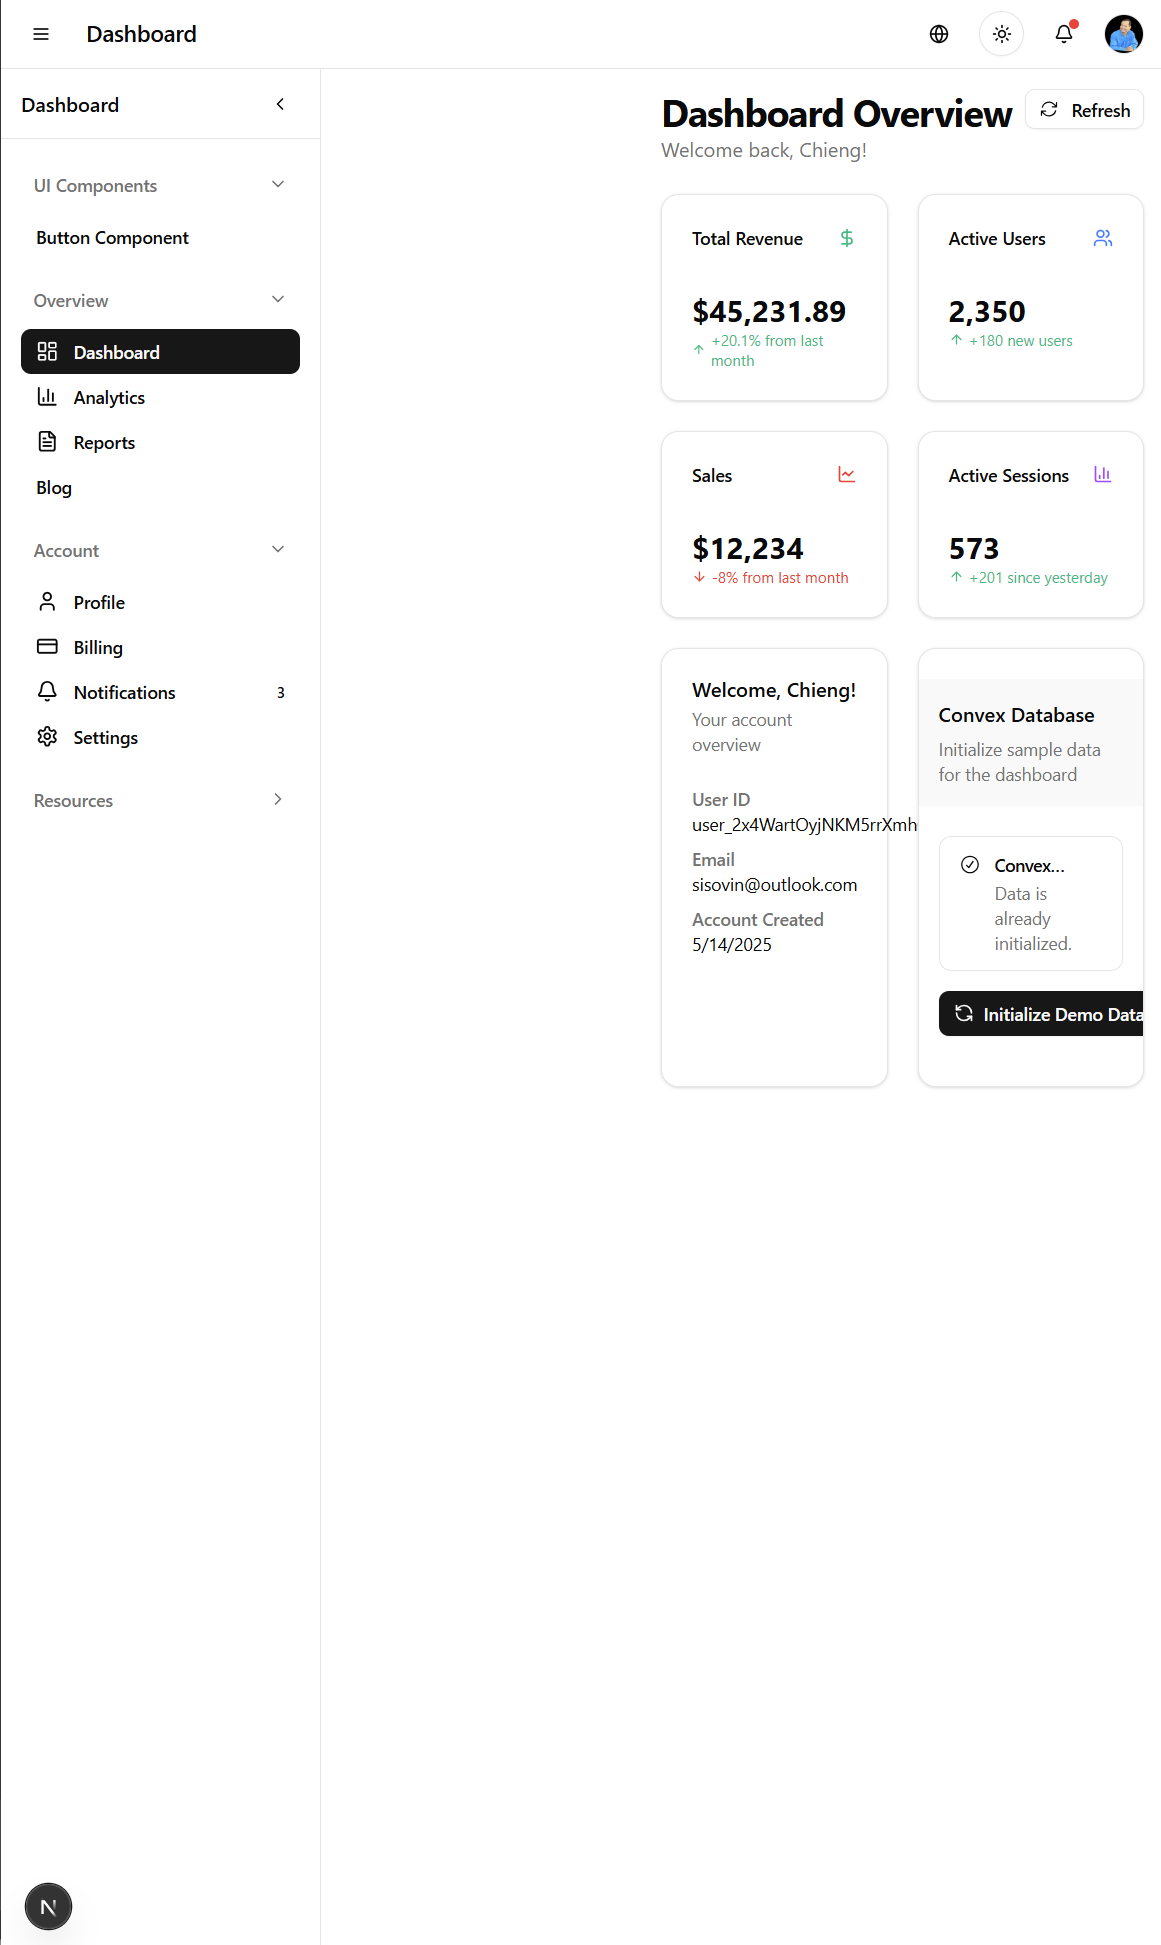 Dashboard
Dashboard
UI Components
Button Component
Overview
Dashboard
Analytics
Reports
Blog
Account
Profile
Billing
Notifications 3
Settings
Resources
Dashboard Overview
Refresh
Welcome back, Chieng!
Total Revenue
$45,231.89
+20.1% from last
month
Active Users
2,350
+180 new users
Sales
$12,234
-8% from last month
Active Sessions
573
+201 since yesterday
Welcome, Chieng!
Your account
overview
User ID
user_2x4WartOyjNKM5rrXmh
Email
sisovin@outlook.com
Account Created
5/14/2025
Convex Database
Initialize sample data
for the dashboard
Convex...
Data is
already
initialized.
Initialize Demo Data
N